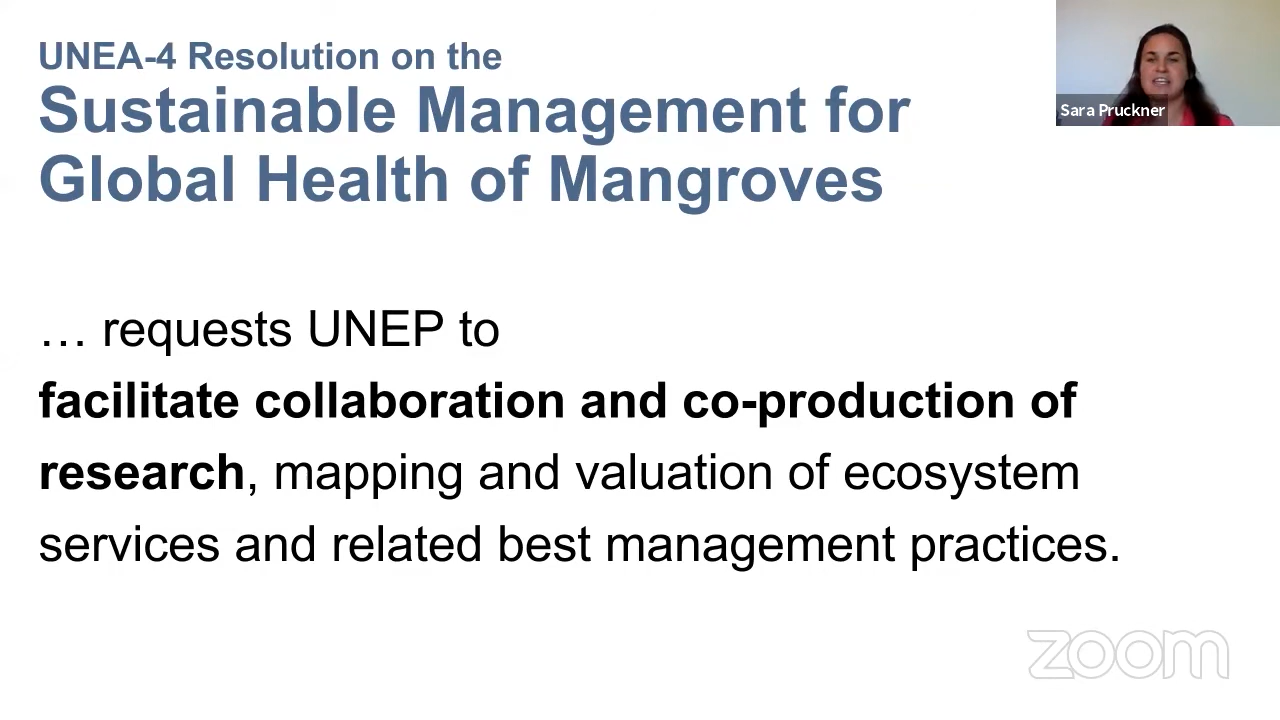 UNEA-4 Resolution on the
Sustainable Management for
Global Health of Mangroves
Sara Pruckner
… requests UNEP to
facilitate collaboration and co-production of
research, mapping and valuation of ecosystem
services and related best management practices.
zoom